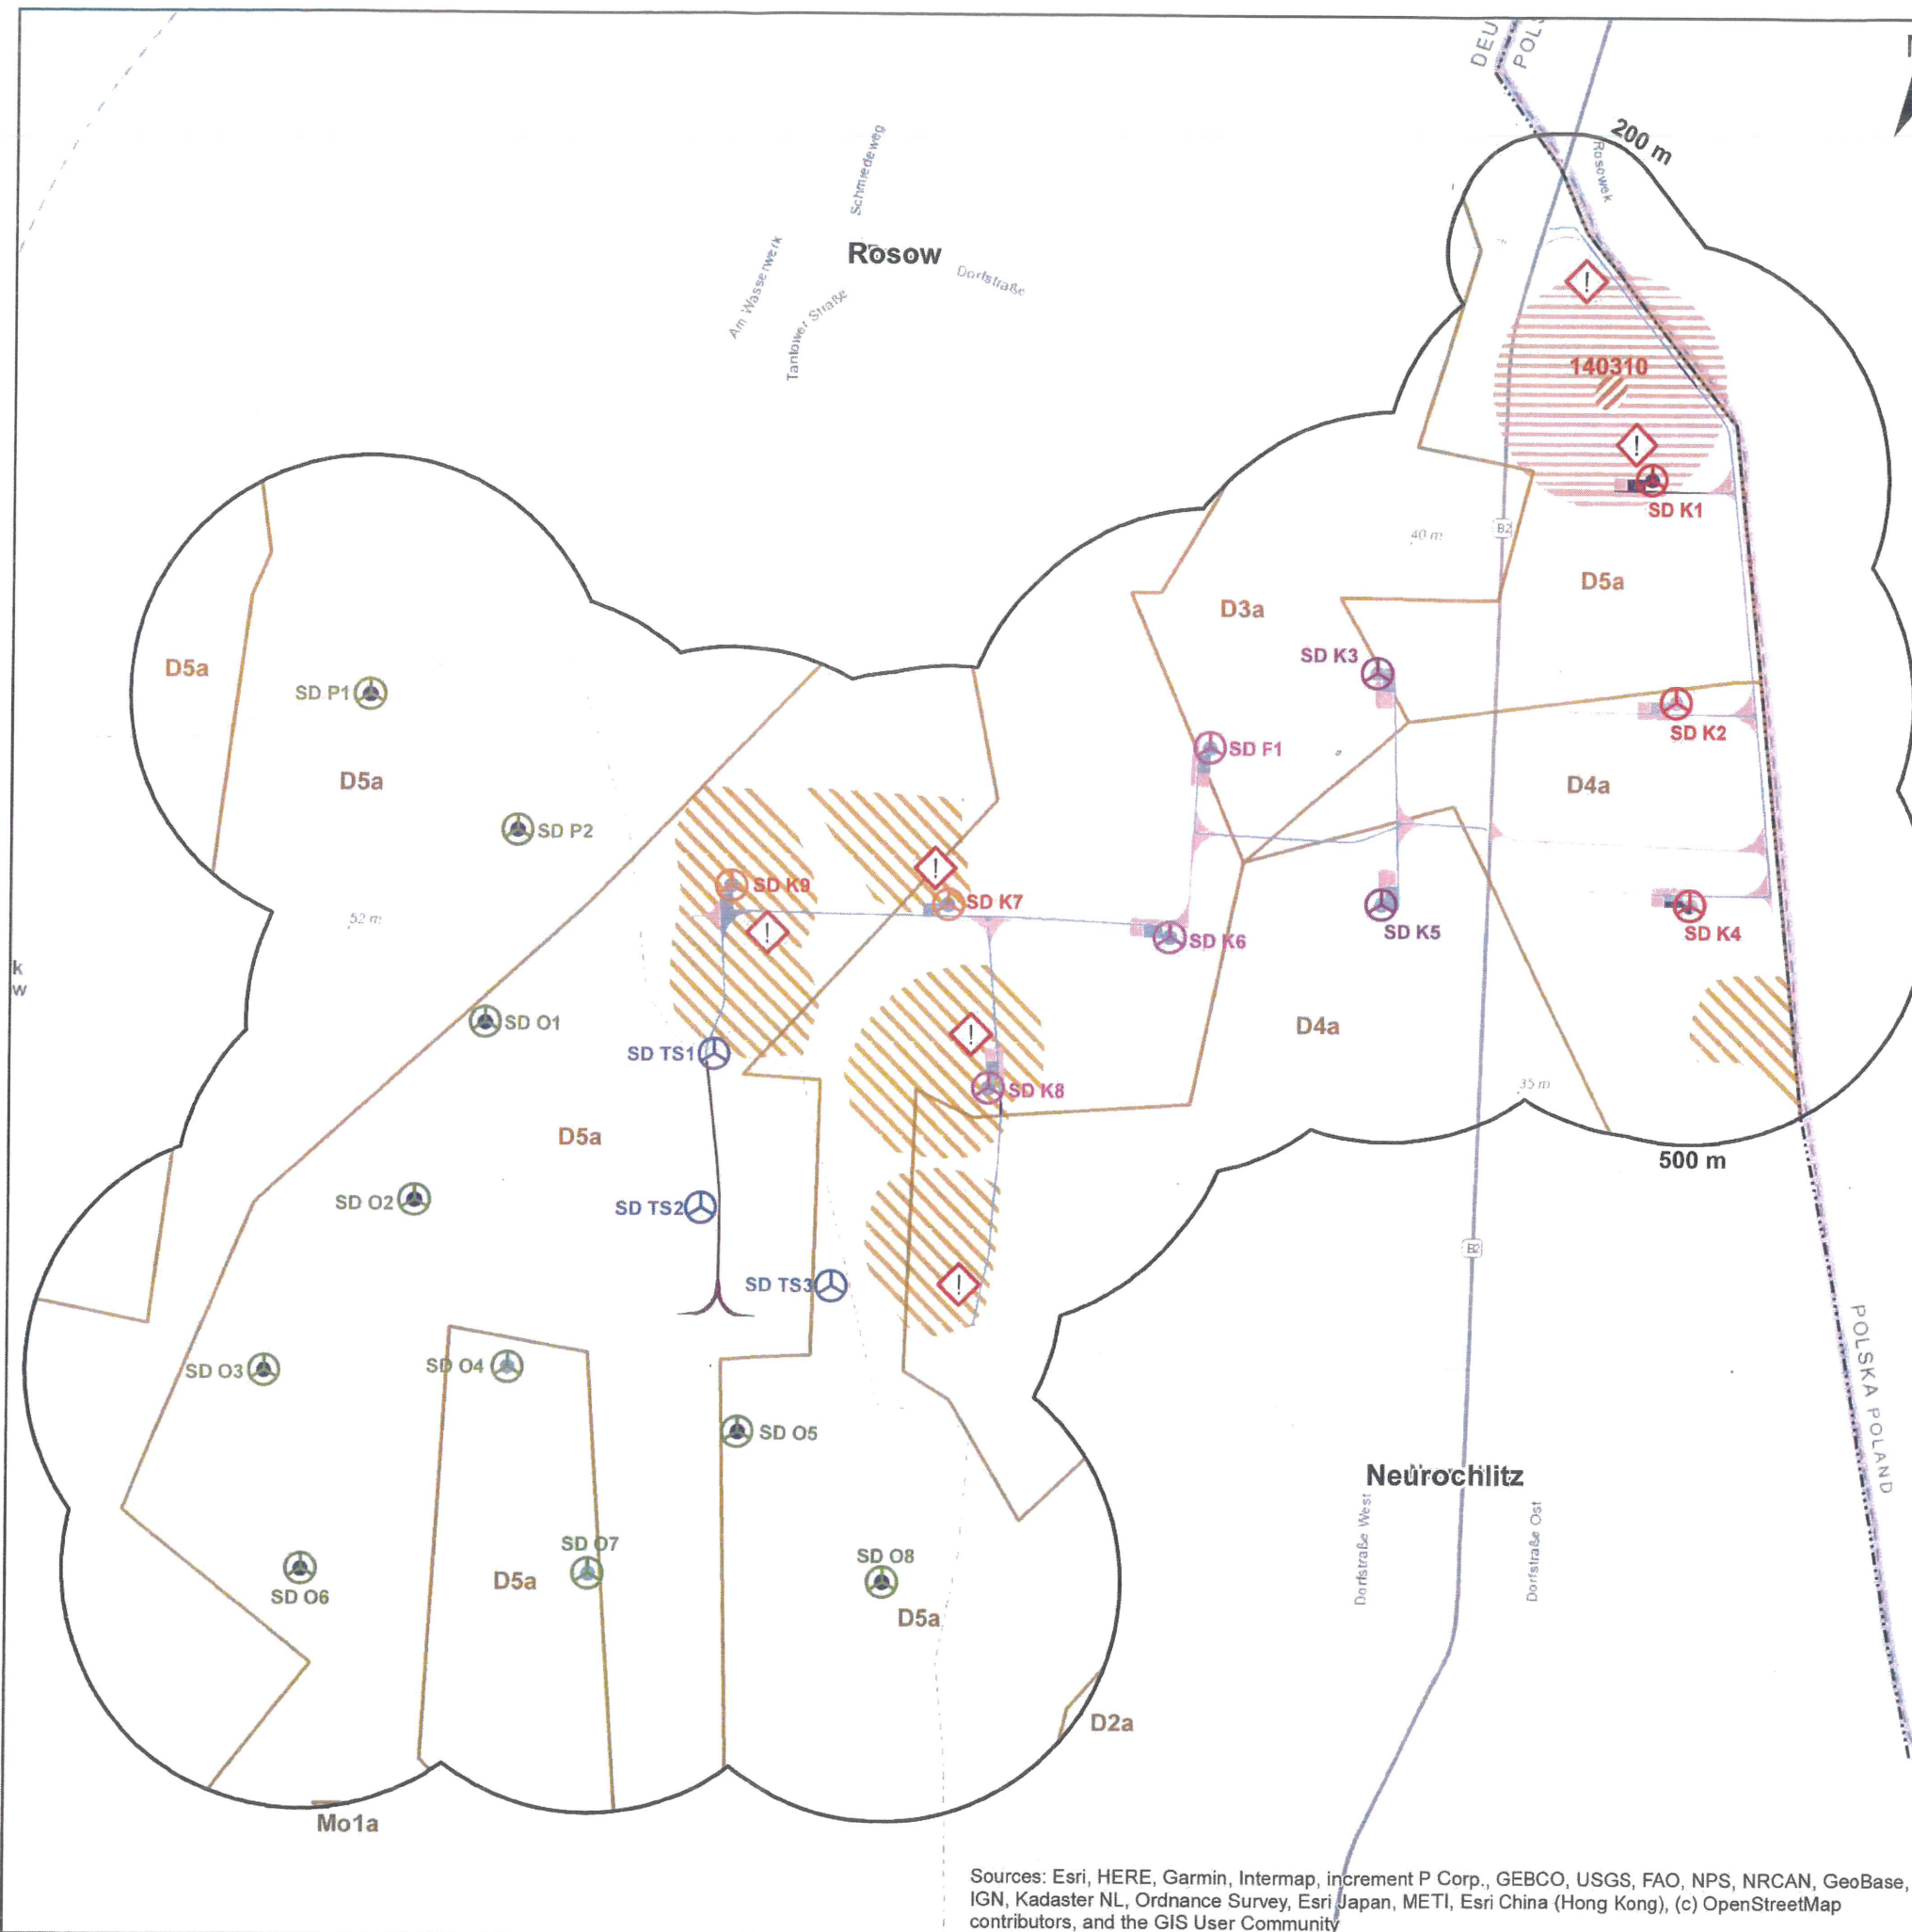 DEU
POLS
200 m
Rosowek
Schmiedeweg
Am Wasserwerk
Rosow
Dorfstraße
Tantower Straße
140310
SD K1
B2
40 m
D5a
D3a
SD K3
D5a
SD P1
SD F1
SD K2
D5a
D4a
SD P2
SD K9
SD K7
52 m
SD K6
SD K5
SD K4
k
w
SD O1
D4a
SD TS1
35 m
SD K8
D5a
500 m
SD O2
SD TS2
B2
SD TS3
SD O3
SD O4
POLSKA POLAND
SD O5
Neurochlitz
Dorfstraße West
Dorfstraße Ost
SD O7
SD O8
D5a
SD O6
D5a
D2a
Mo1a
Sources: Esri, HERE, Garmin, Intermap, increment P Corp., GEBCO, USGS, FAO, NPS, NRCAN, GeoBase,
IGN, Kadaster NL, Ordnance Survey, Esri Japan, METI, Esri China (Hong Kong), (c) OpenStreetMap
contributors, and the GIS User Community